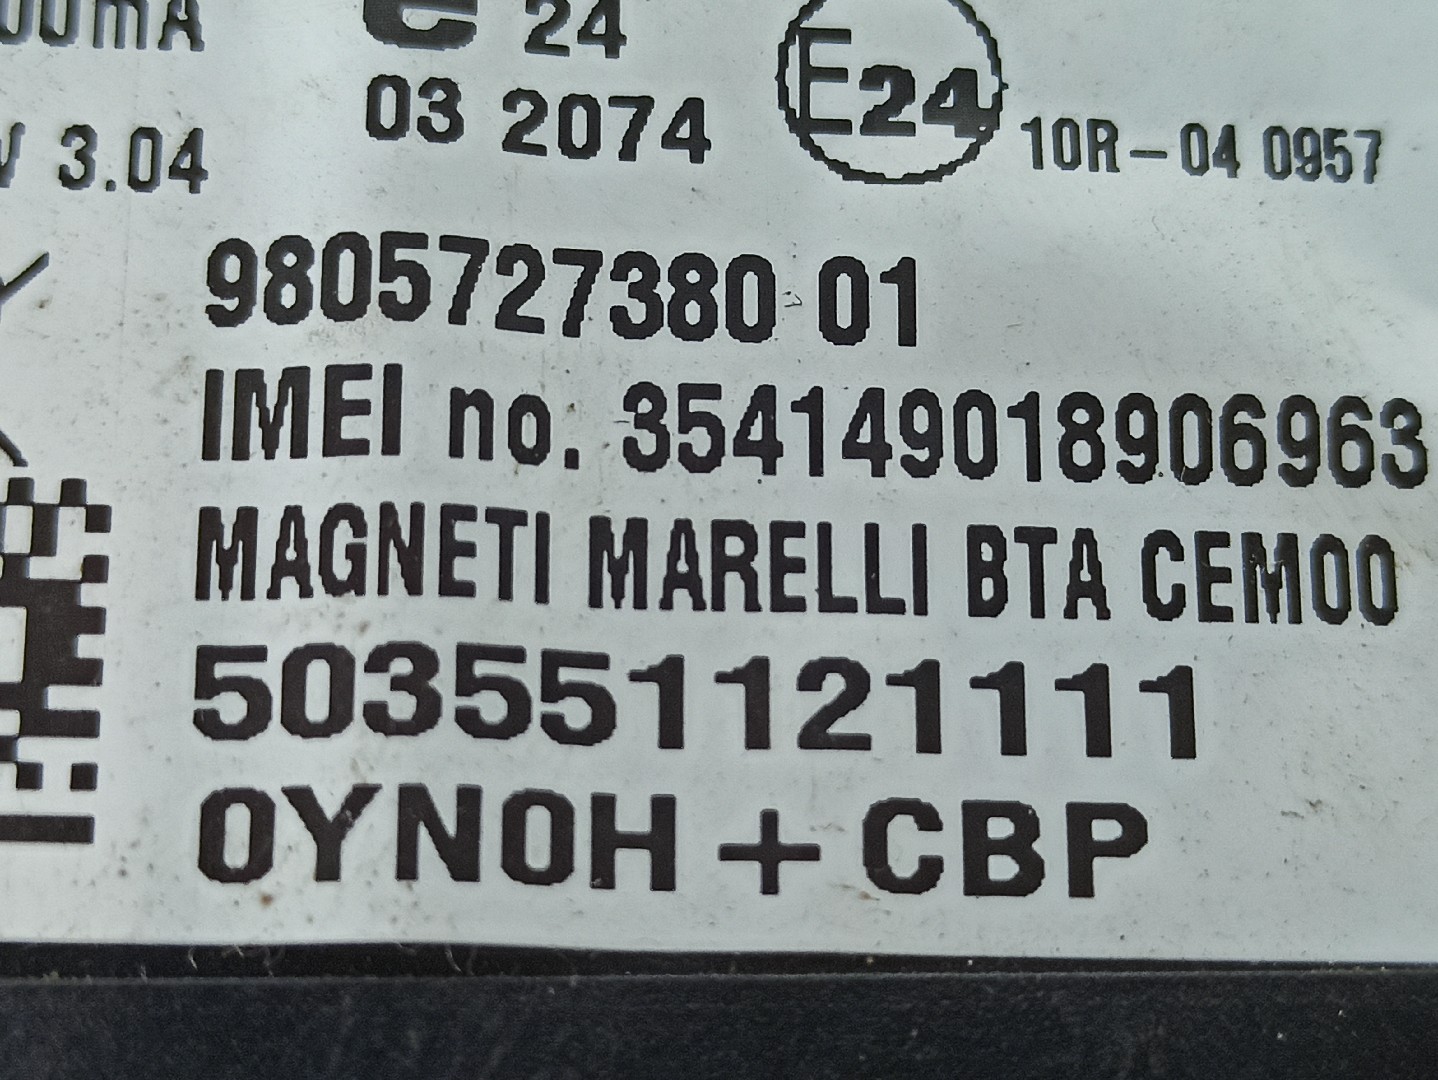 00mA e 24
03 2074 E24 10R-04 0957
V 3.04
9805727380 01
IMEI no. 354149018906963
MAGNETI MARELLI BTA CEM00
503551121111
0YN0H + CBP